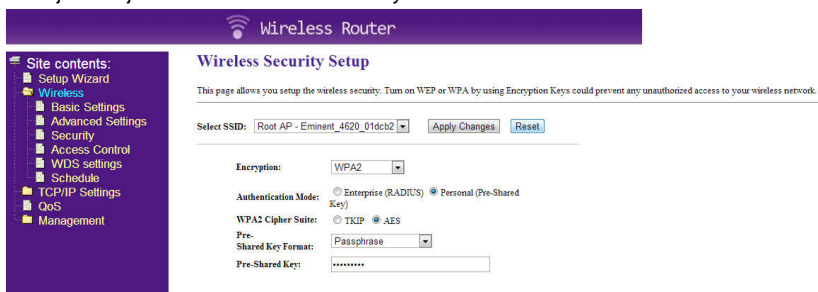 Wireless Router
Site contents:
Setup Wizard
Wireless
Basic Settings
Advanced Settings
Security
Access Control
WDS settings
Schedule
TCP/IP Settings
QoS
Management
Wireless Security Setup
This page allows you setup the wireless security. Turn on WEP or WPA by using Encryption Keys could prevent any unauthorized access to your wireless network.
Select SSID: Root AP - Eminent_4620_01dcb2 Apply Changes Reset
Encryption: WPA2
Authentication Mode: Enterprise (RADIUS) Personal (Pre-Shared
Key)
WPA2 Cipher Suite: TKIP AES
Pre-
Shared Key Format: Passphrase
Pre-Shared Key: •••••••••